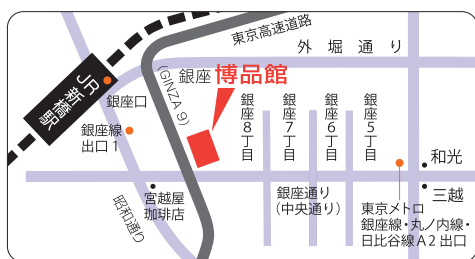 東京高速道路
外堀通り
JR新橋駅
銀座口
(GINZA 9)
銀座 博品館
銀座線
出口1
銀座8丁目
銀座7丁目
銀座6丁目
銀座5丁目
和光
三越
宮越屋
珈琲店
昭和通り
銀座通り
(中央通り)
東京メトロ
銀座線・丸ノ内線・
日比谷線A2出口